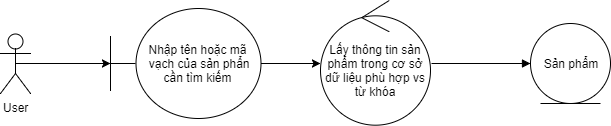 User
Nhập tên hoặc mã
vạch của sản phẩn
cần tìm kiếm
Lấy thông tin sản
phẩm trong cơ sở
dữ liệu phù hợp vs
từ khóa
Sản phẩm